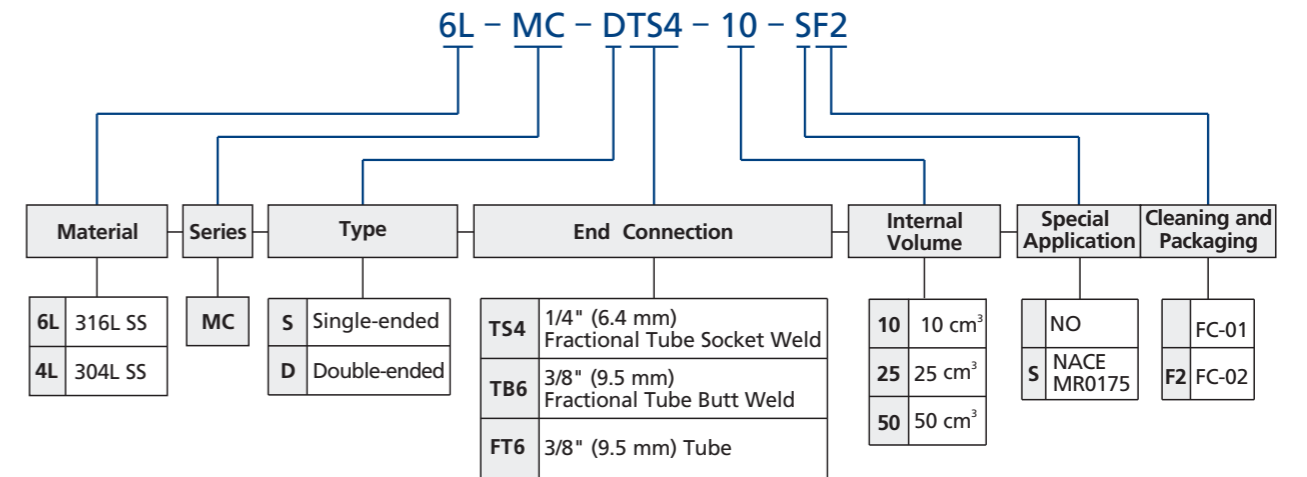 6L - MC - DTS4 - 10 - SF2
Material
Series
Type
End Connection
Internal
Volume
Special
Application
Cleaning and
Packaging
6L 316L SS
4L 304L SS
MC
S Single-ended
D Double-ended
TS4 1/4" (6.4 mm)
Fractional Tube Socket Weld
TB6 3/8" (9.5 mm)
Fractional Tube Butt Weld
FT6 3/8" (9.5 mm) Tube
10 10 cm³
25 25 cm³
50 50 cm³
NO
S NACE
MR0175
FC-01
F2 FC-02